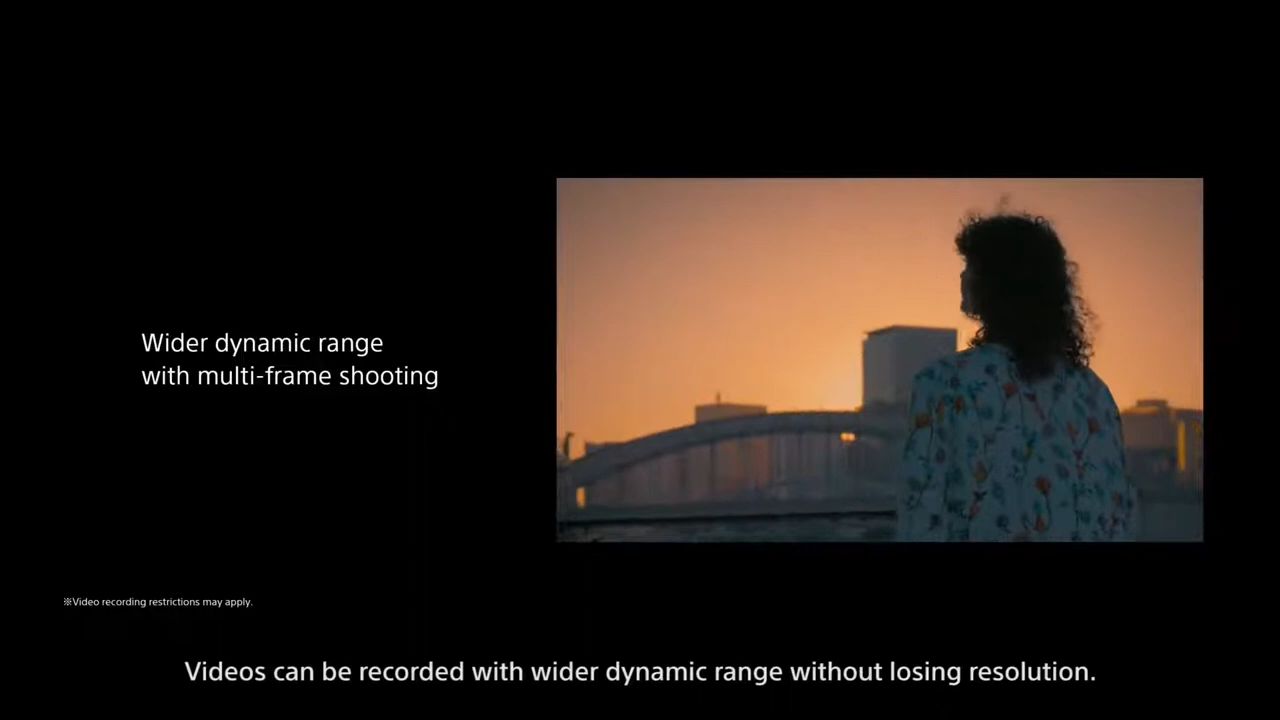 Wider dynamic range
with multi-frame shooting
※Video recording restrictions may apply.
Videos can be recorded with wider dynamic range without losing resolution.